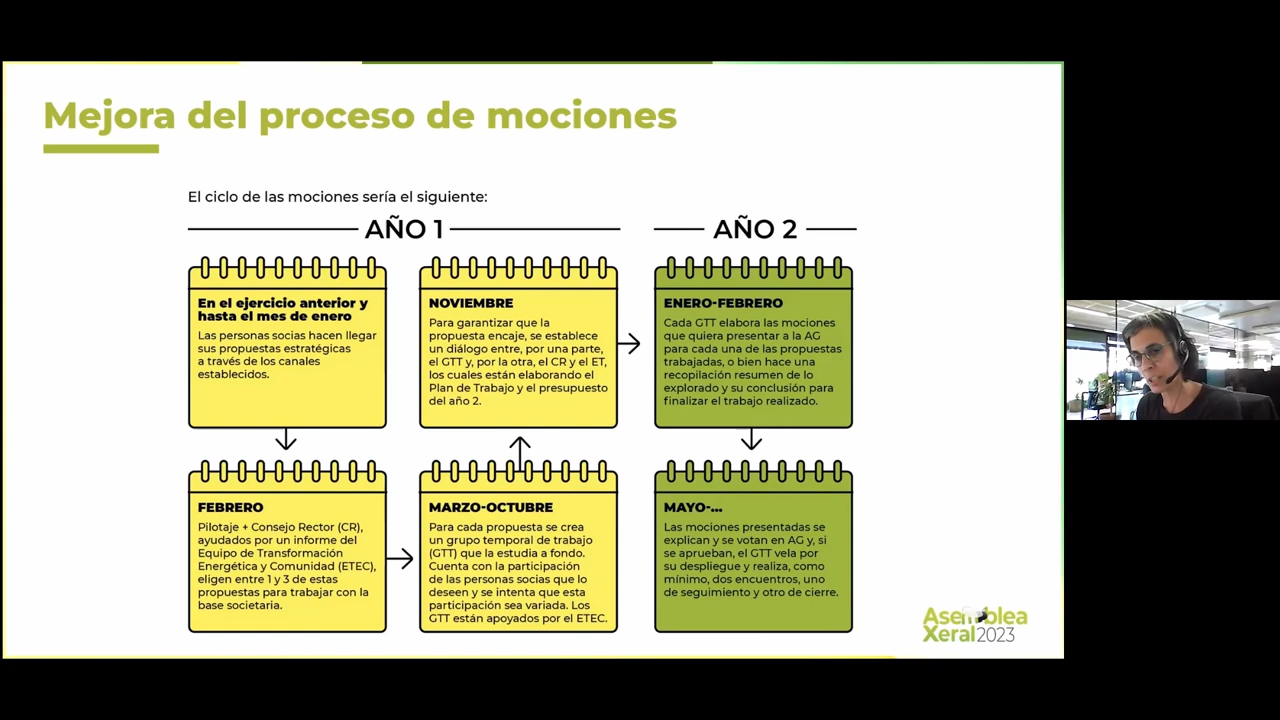 Mejora del proceso de mociones
El ciclo de las mociones sería el siguiente:
AÑO 1
AÑO 2
En el ejercicio anterior y
hasta el mes de enero
Las personas socias hacen llegar
sus propuestas estratégicas
a través de los canales
establecidos.
FEBRERO
Pilotaje + Consejo Rector (CR),
ayudados por un informe del
Equipo de Transformación
Energética y Comunidad (ETEC),
eligen entre 1 y 3 de estas
propuestas para trabajar con la
base societaria.
MARZO-OCTUBRE
Para cada propuesta se crea
un grupo temporal de trabajo
(GTT) que la estudia a fondo.
Cuenta con la participación
de las personas socias que lo
deseen y se intenta que esta
participación sea variada. Los
GTT están apoyados por el ETEC.
NOVIEMBRE
Para garantizar que la
propuesta encaje, se establece
un diálogo entre, por una parte,
el GTT y, por la otra, el CR y el ET,
los cuales están elaborando el
Plan de Trabajo y el presupuesto
del año 2.
ENERO-FEBRERO
Cada GTT elabora las mociones
que quiera presentar a la AG
para cada una de las propuestas
trabajadas, o bien hace una
recopilación resumen de lo
explorado y su conclusión para
finalizar el trabajo realizado.
MAYO-...
Las mociones presentadas se
explican y se votan en AG y, si
se aprueban, el GTT vela por
su despliegue y realiza, como
mínimo, dos encuentros, uno
de seguimiento y otro de cierre.
Asemblea
Xeral 2023